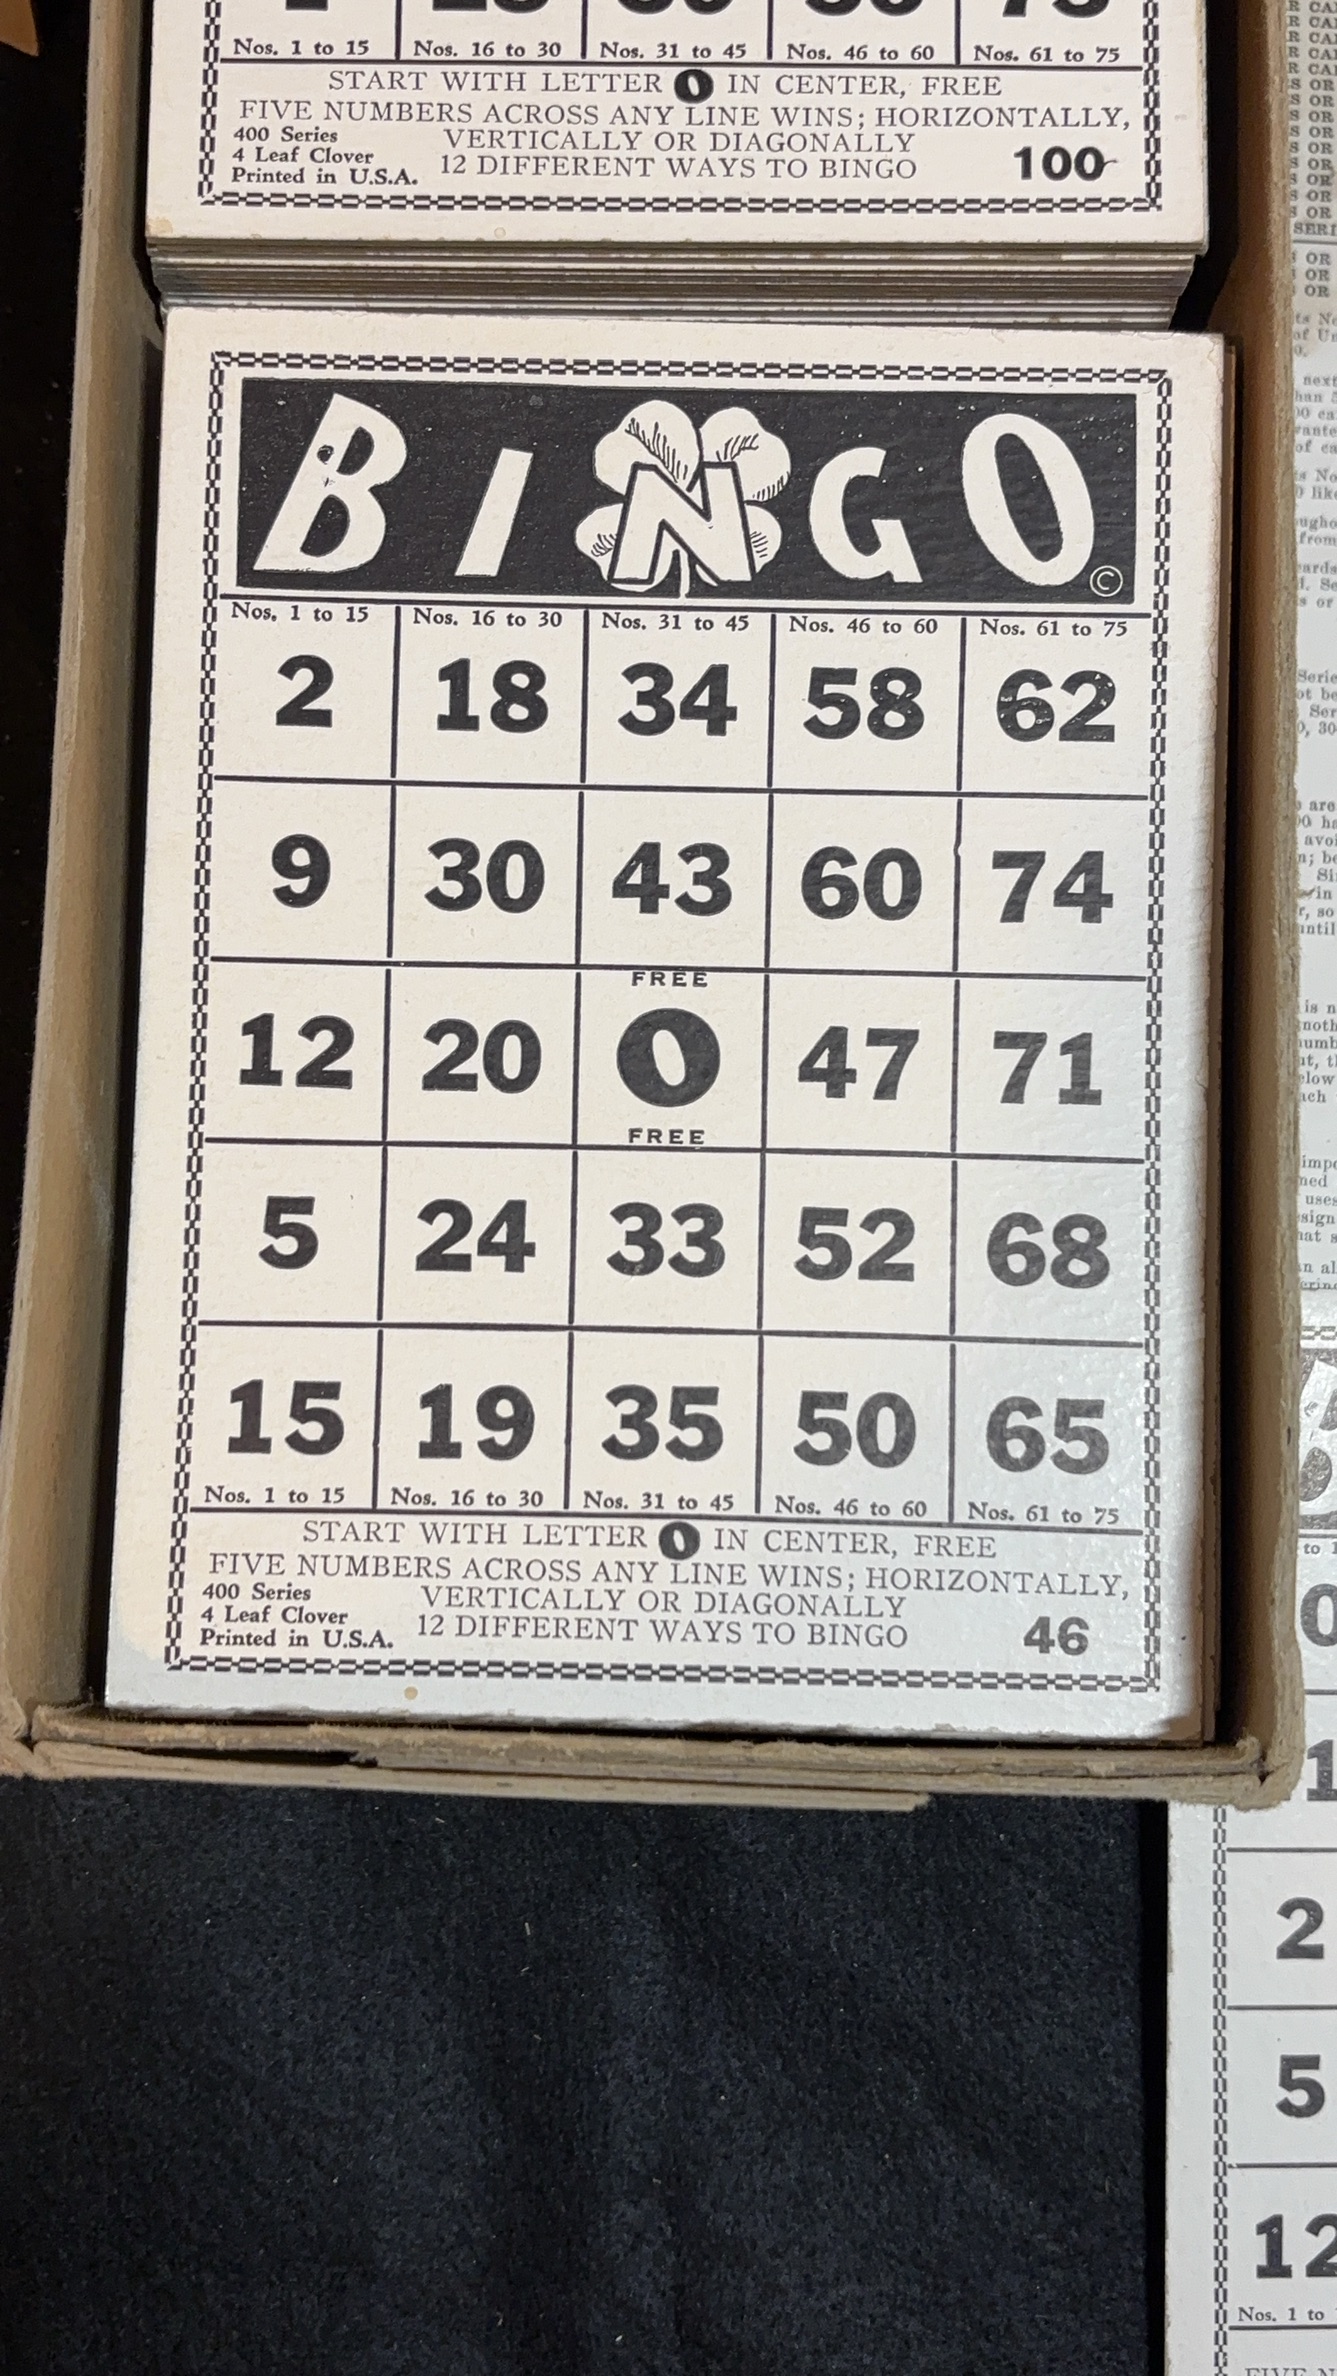 Nos. 1 to 15 Nos. 16 to 30 Nos. 31 to 45 Nos. 46 to 60 Nos. 61 to 75
START WITH LETTER O IN CENTER, FREE
FIVE NUMBERS ACROSS ANY LINE WINS; HORIZONTALLY,
VERTICALLY OR DIAGONALLY
12 DIFFERENT WAYS TO BINGO
400 Series
4 Leaf Clover
Printed in U.S.A.
100
BINGO ©
Nos. 1 to 15 Nos. 16 to 30 Nos. 31 to 45 Nos. 46 to 60 Nos. 61 to 75
2 18 34 58 62
9 30 43 60 74
FREE
12 20 O 47 71
FREE
5 24 33 52 68
15 19 35 50 65
Nos. 1 to 15 Nos. 16 to 30 Nos. 31 to 45 Nos. 46 to 60 Nos. 61 to 75
START WITH LETTER O IN CENTER, FREE
FIVE NUMBERS ACROSS ANY LINE WINS; HORIZONTALLY,
VERTICALLY OR DIAGONALLY
12 DIFFERENT WAYS TO BINGO
400 Series
4 Leaf Clover
Printed in U.S.A.
46
2
5
12
Nos. 1 to